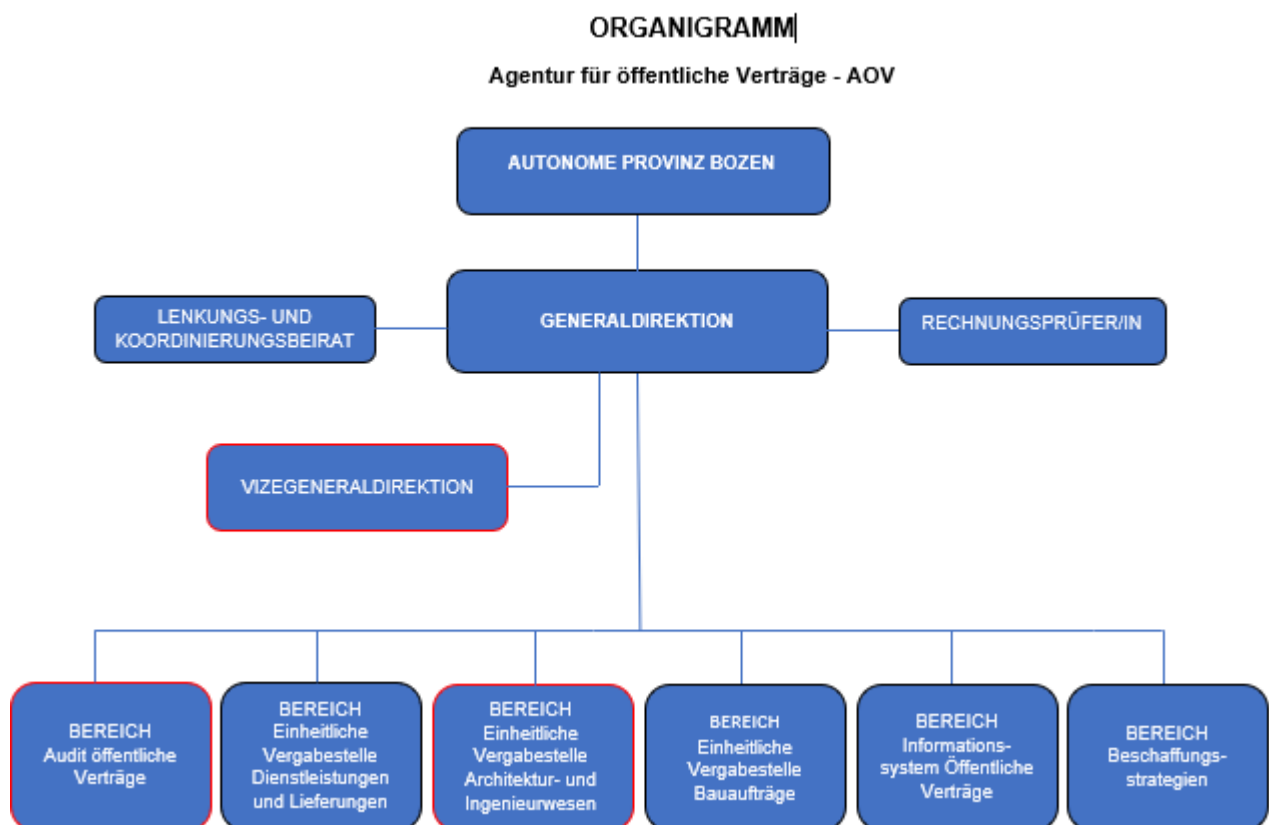 ORGANIGRAMM
Agentur für öffentliche Verträge - AOV
AUTONOME PROVINZ BOZEN
LENKUNGS- UND
KOORDINIERUNGSBEIRAT
GENERALDIREKTION
RECHNUNGSPRÜFER/IN
VIZEGENERALDIREKTION
BEREICH
Audit öffentliche
Verträge
BEREICH
Einheitliche
Vergabestelle
Dienstleistungen
und Lieferungen
BEREICH
Einheitliche
Vergabestelle
Architektur- und
Ingenieurwesen
BEREICH
Einheitliche
Vergabestelle
Bauaufträge
BEREICH
Informations-
system Öffentliche
Verträge
BEREICH
Beschaffungs-
strategien